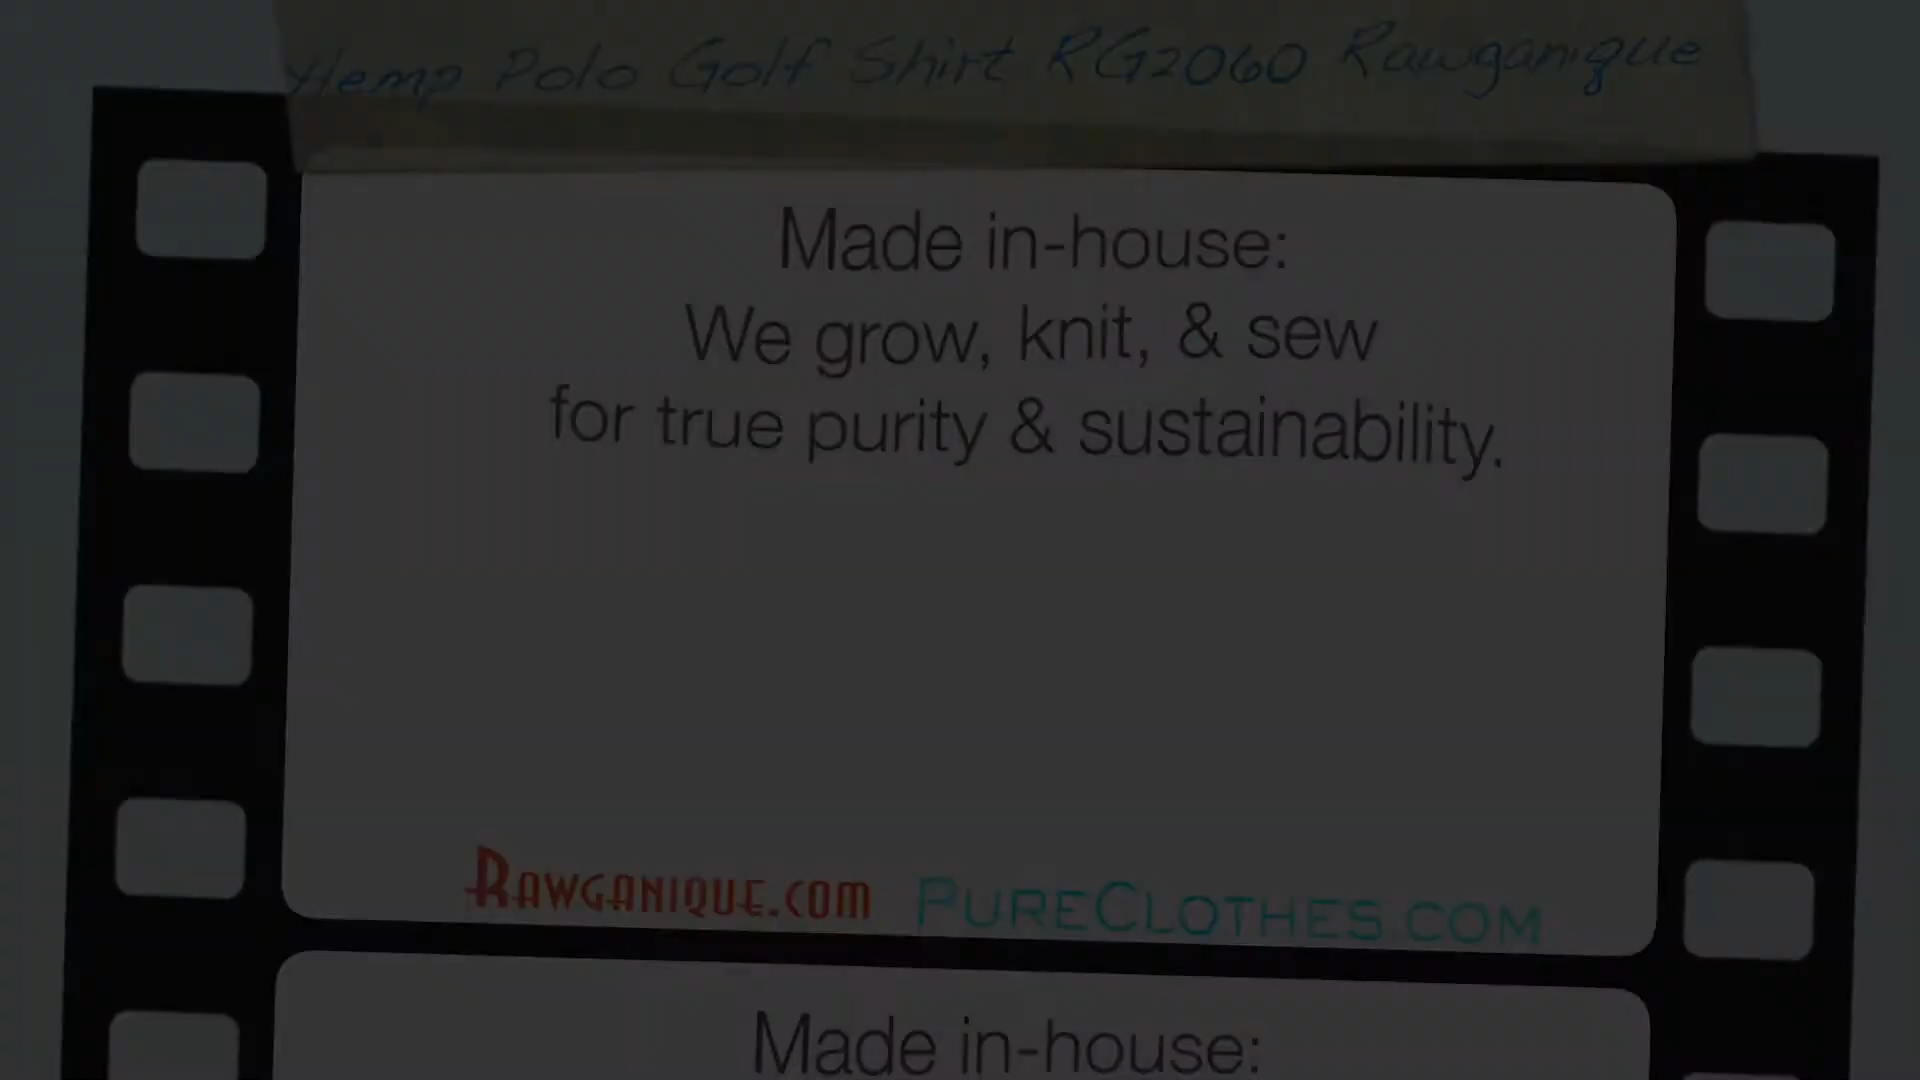 Hemp Polo Golf Shirt RG2060 Rawganique
Made in-house:
We grow, knit, & sew
for true purity & sustainability.
RAWGANIQUE.COM PURECLOTHES.COM
Made in-house: